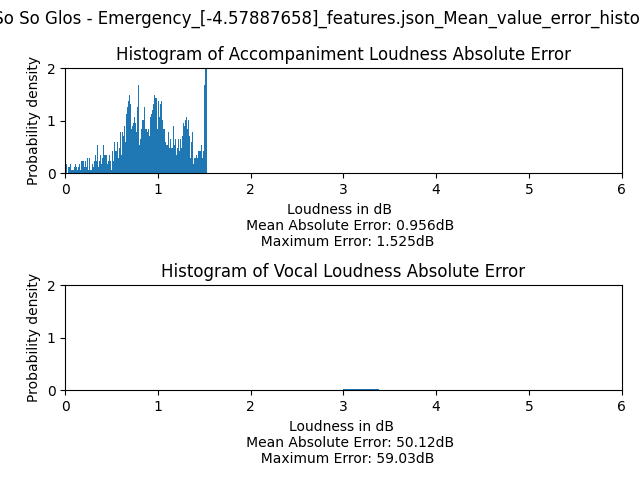 So So Glos - Emergency_[-4.57887658]_features.json_Mean_value_error_histo
Histogram of Accompaniment Loudness Absolute Error
Probability density
2
1
0
0 1 2 3 4 5 6
Loudness in dB
Mean Absolute Error: 0.956dB
Maximum Error: 1.525dB
Histogram of Vocal Loudness Absolute Error
Probability density
2
1
0
0 1 2 3 4 5 6
Loudness in dB
Mean Absolute Error: 50.12dB
Maximum Error: 59.03dB